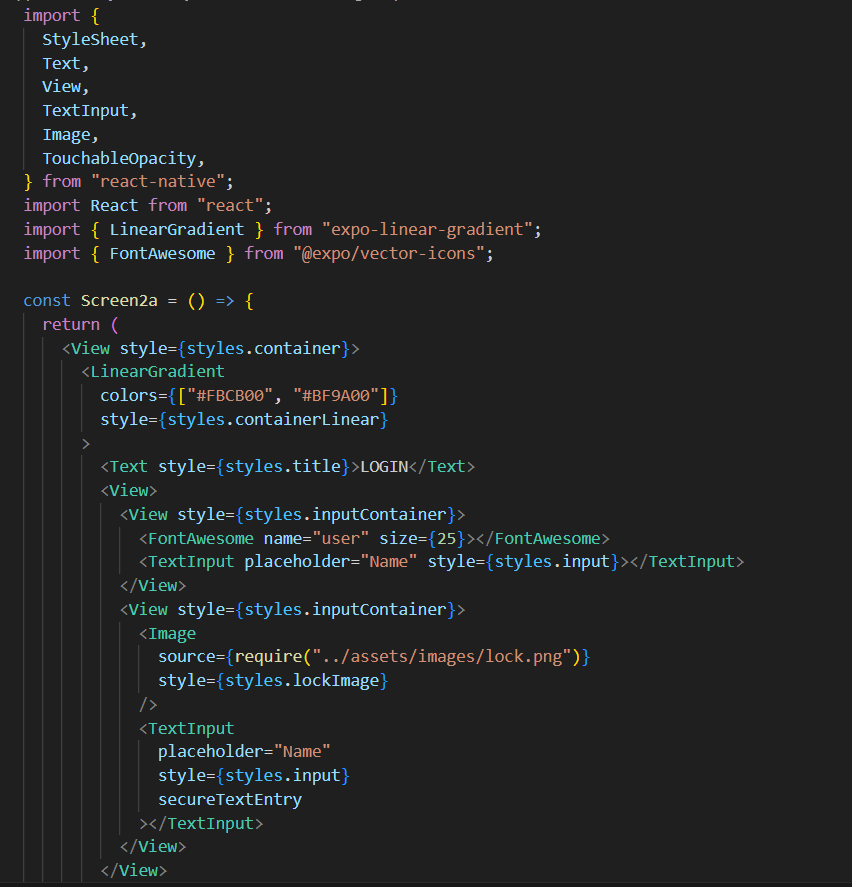 import {
  StyleSheet,
  Text,
  View,
  TextInput,
  Image,
  TouchableOpacity,
} from "react-native";
import React from "react";
import { LinearGradient } from "expo-linear-gradient";
import { FontAwesome } from "@expo/vector-icons";

const Screen2a = () => {
  return (
    <View style={styles.container}>
      <LinearGradient
        colors={["#FBCB00", "#BF9A00"]}
        style={styles.containerLinear}
      >
        <Text style={styles.title}>LOGIN</Text>
        <View>
          <View style={styles.inputContainer}>
            <FontAwesome name="user" size={25}></FontAwesome>
            <TextInput placeholder="Name" style={styles.input}></TextInput>
          </View>
          <View style={styles.inputContainer}>
            <Image
              source={require("../assets/images/lock.png")}
              style={styles.lockImage}
            />
            <TextInput
              placeholder="Name"
              style={styles.input}
              secureTextEntry
            ></TextInput>
          </View>
        </View>